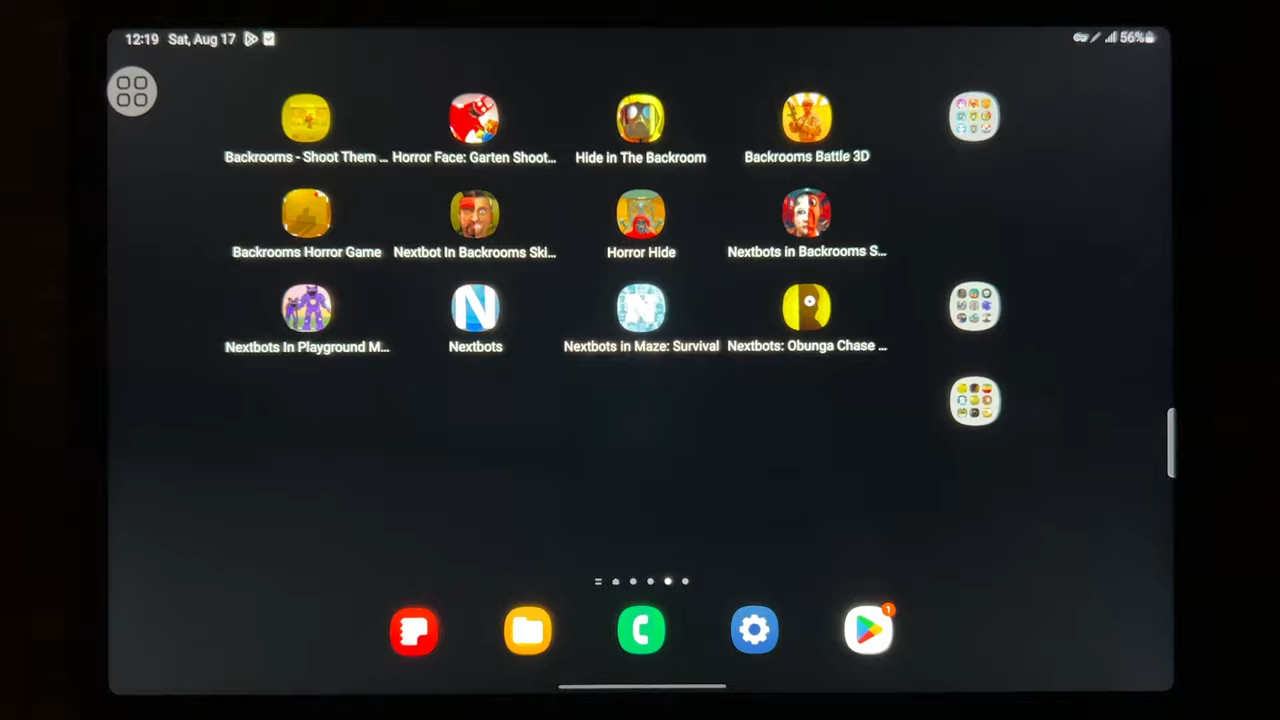 12:19 Sat, Aug 17
56%
Backrooms - Shoot Them ...
Horror Face: Garten Shoot...
Hide in The Backroom
Backrooms Battle 3D
Backrooms Horror Game
Nextbot In Backrooms Ski...
Horror Hide
Nextbots in Backrooms S...
Nextbots In Playground M...
N
Nextbots
N
Nextbots in Maze: Survival
Nextbots: Obunga Chase ...
1